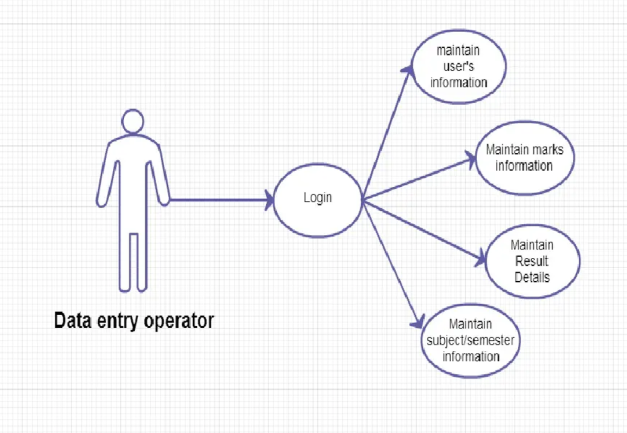 maintain
user's
information
Maintain marks
information
Login
Maintain
Result
Details
Data entry operator
Maintain
subject/semester
information